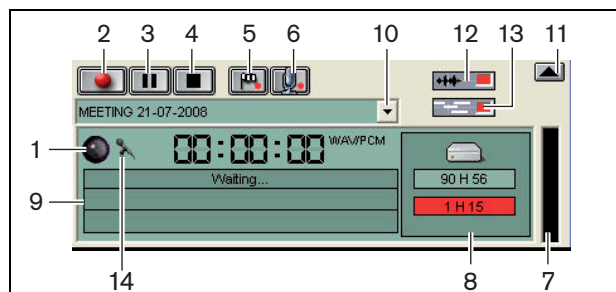 2 3 4 5 6 10 12 13 11
MEETING 21-07-2008
1 00:00:00 WAV/PCM
Waiting...
90 H 56
9
1 H 15
14 8 7